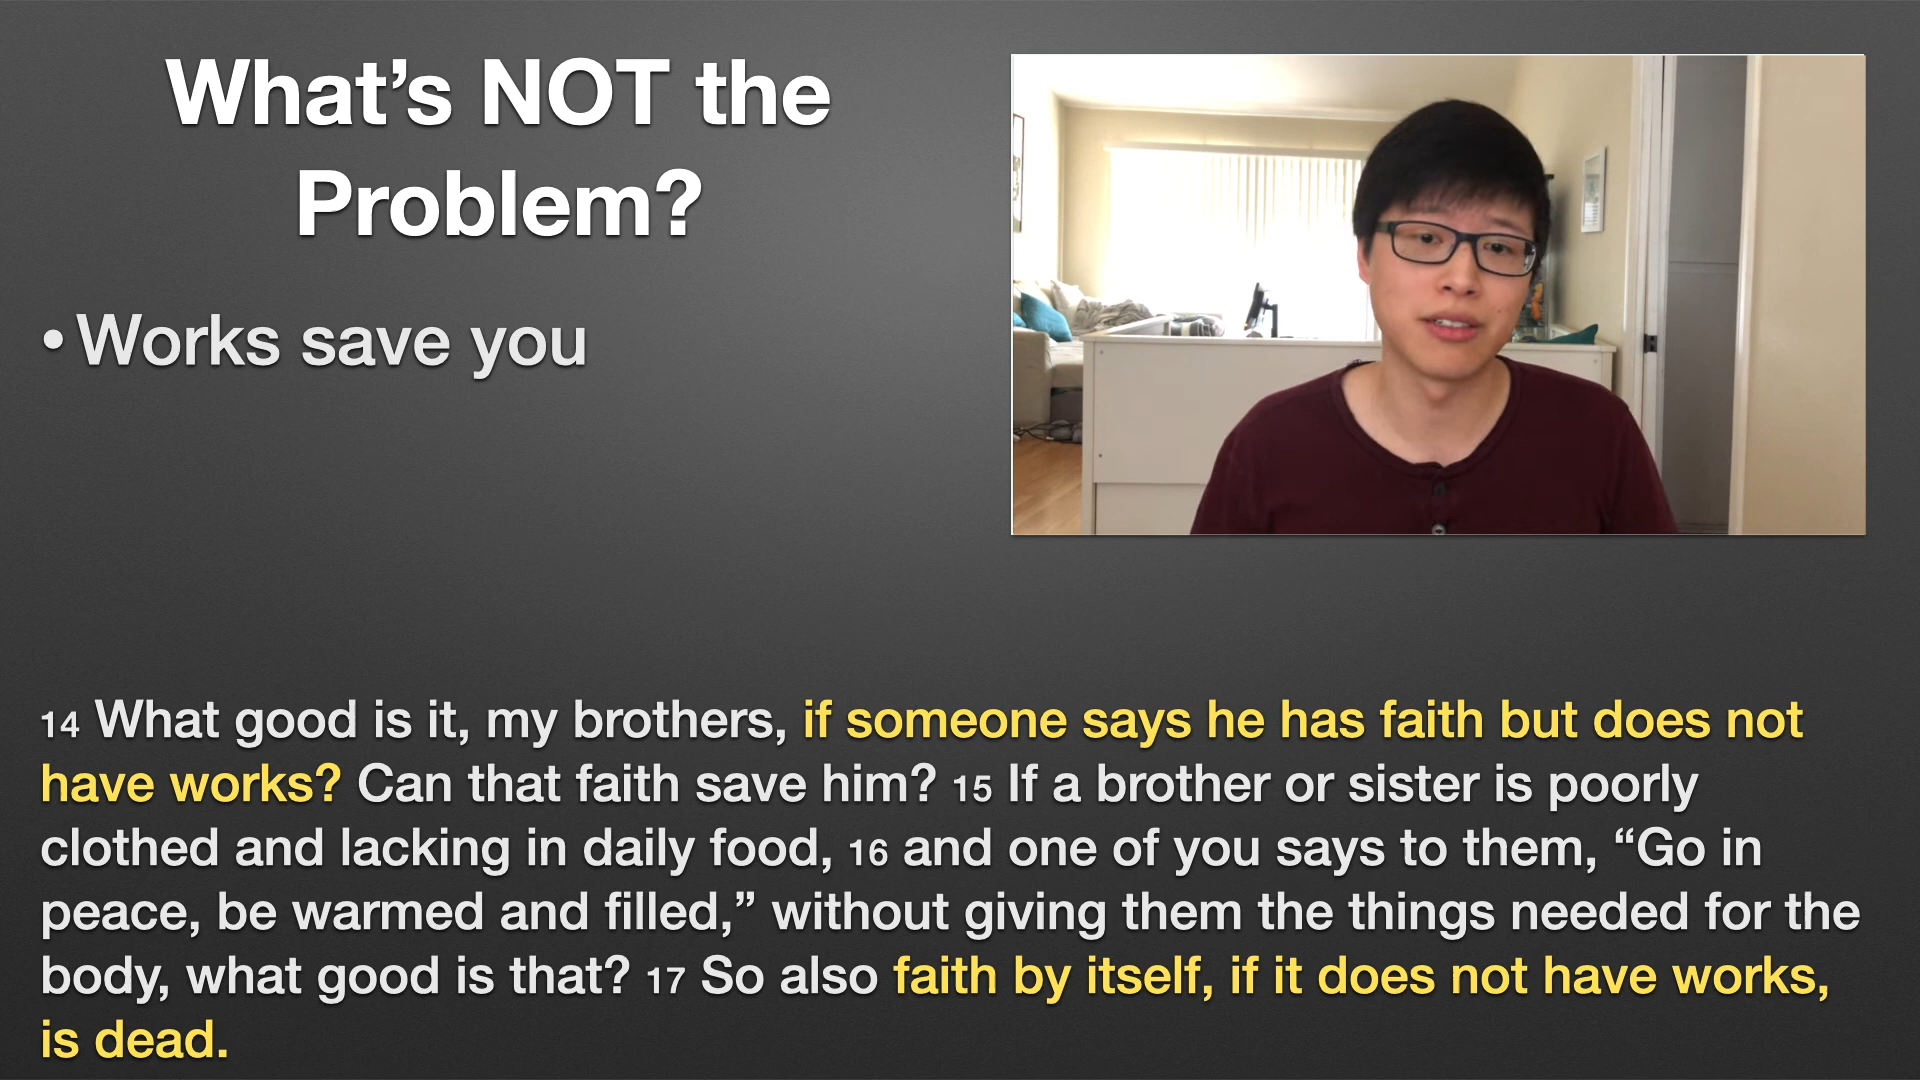 What’s NOT the
Problem?
• Works save you
14 What good is it, my brothers, if someone says he has faith but does not
have works? Can that faith save him? 15 If a brother or sister is poorly
clothed and lacking in daily food, 16 and one of you says to them, “Go in
peace, be warmed and filled,” without giving them the things needed for the
body, what good is that? 17 So also faith by itself, if it does not have works,
is dead.